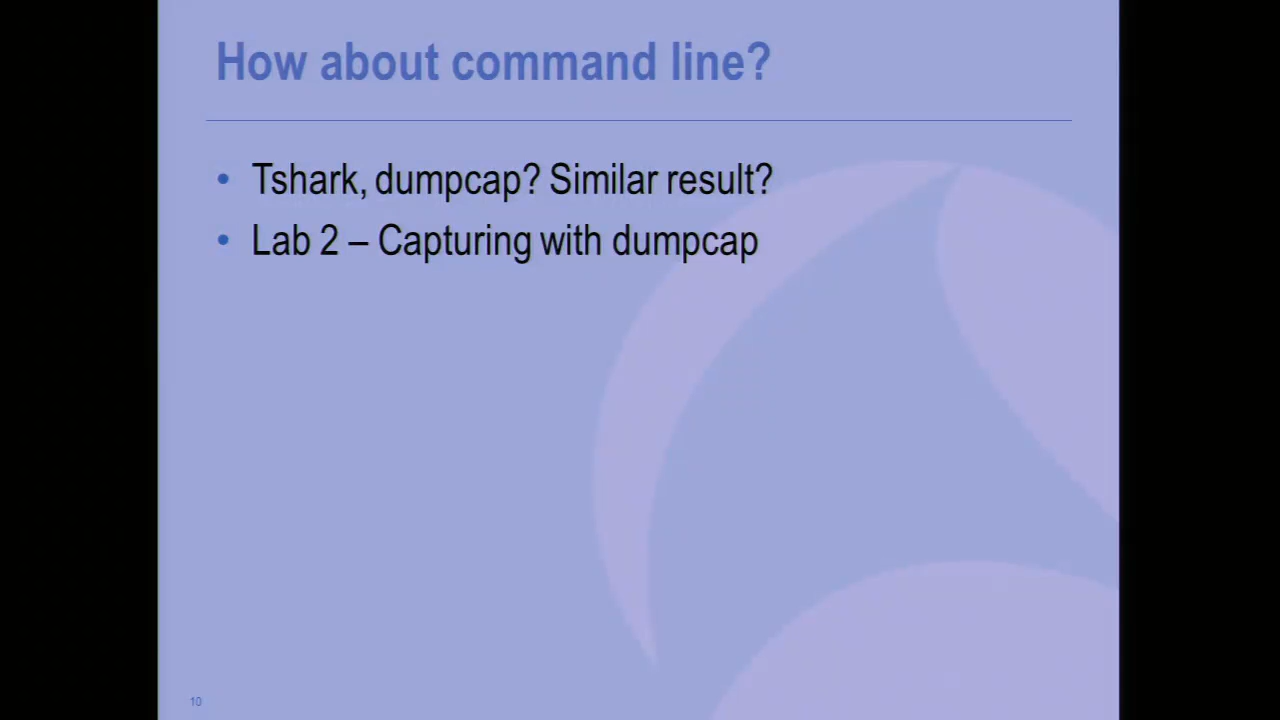 How about command line?
• Tshark, dumpcap? Similar result?
• Lab 2 – Capturing with dumpcap
10